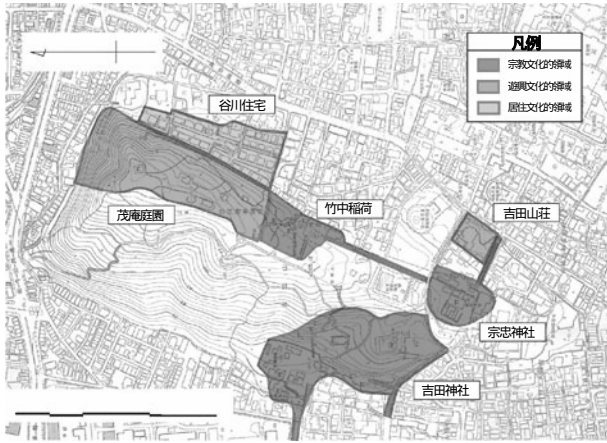 凡例
宗教文化的領域
遊興文化的領域
居住文化的領域
谷川住宅
竹中稲荷
吉田山荘
茂庵庭園
宗忠神社
吉田神社